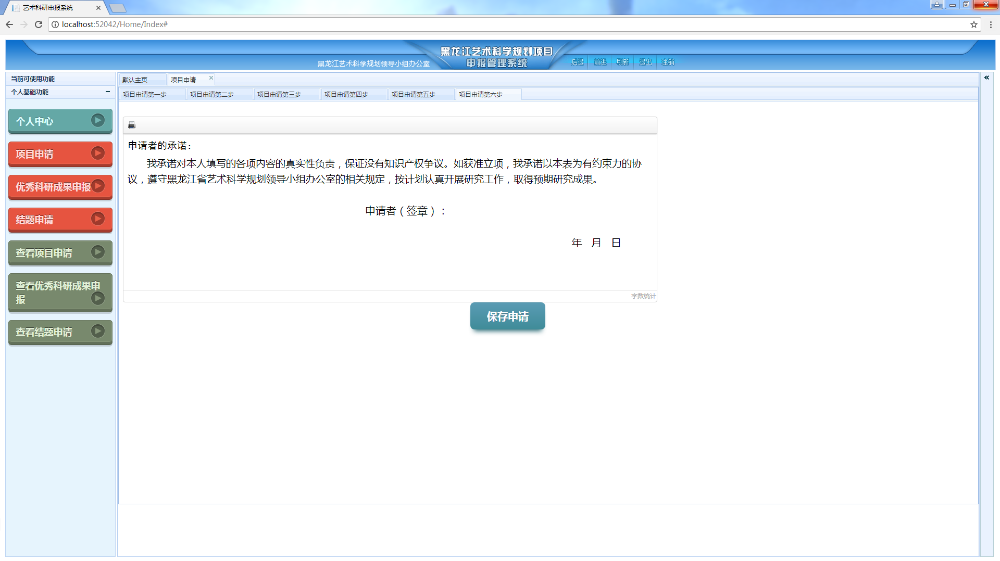 艺术科研申报系统
localhost:52042/Home/Index#
黑龙江艺术科学规划领导小组办公室
黑龙江艺术科学规划项目
申报管理系统
后退 前进 刷新 退出 注销
当前可使用功能
个人基础功能
个人中心
项目申请
优秀科研成果申报
结题申请
查看项目申请
查看优秀科研成果申
报
查看结题申请
默认主页 项目申请
项目申请第一步 项目申请第二步 项目申请第三步 项目申请第四步 项目申请第五步 项目申请第六步
申请者的承诺：
我承诺对本人填写的各项内容的真实性负责，保证没有知识产权争议。如获准立项，我承诺以本表为有约束力的协
议，遵守黑龙江省艺术科学规划领导小组办公室的相关规定，按计划认真开展研究工作，取得预期研究成果。
申请者（签章）：
年 月 日
字数统计
保存申请